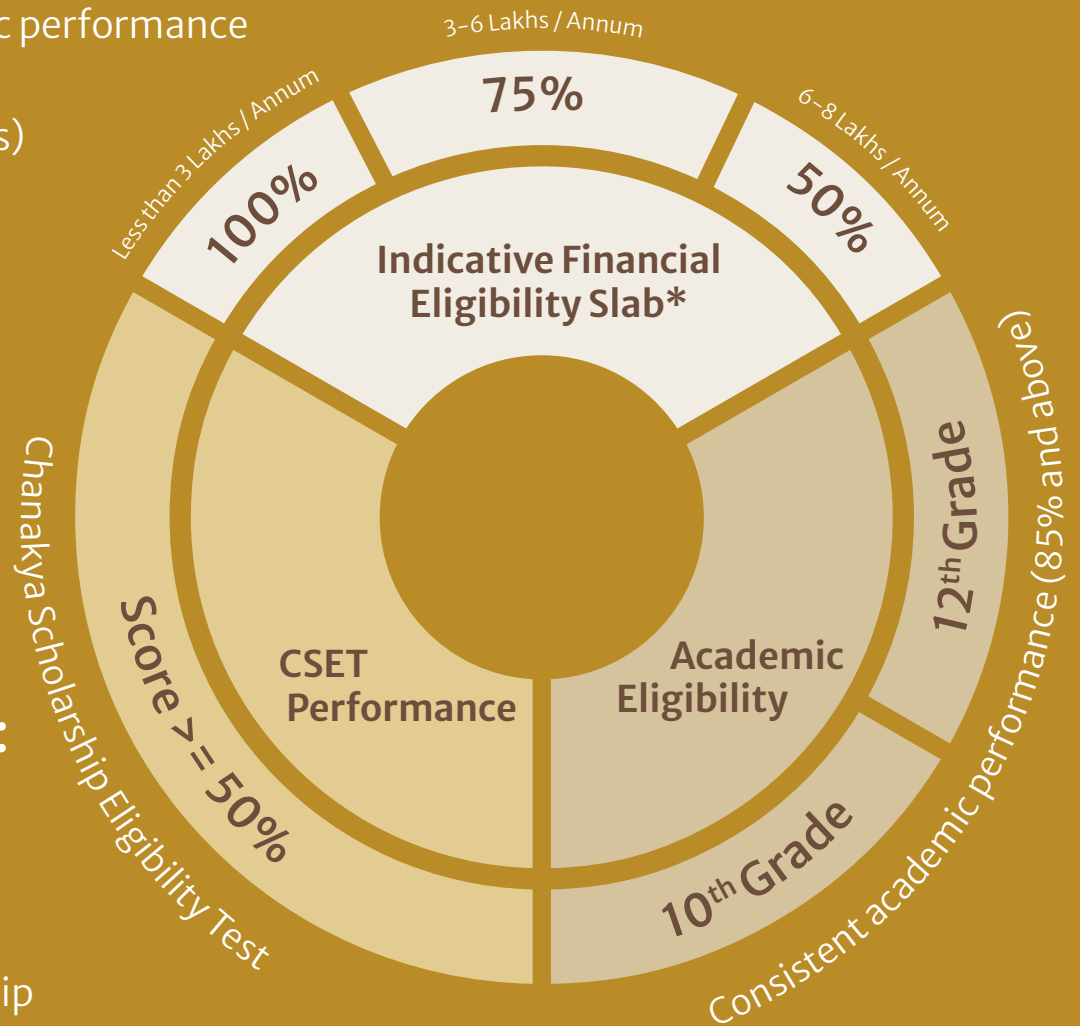 c performance
s)
:
ip
3-6 Lakhs / Annum
75%
Less than 3 Lakhs / Annum
100%
6-8 Lakhs / Annum
50%
Indicative Financial
Eligibility Slab*
12th Grade
Consistent academic performance (85% and above)
Academic
Eligibility
10th Grade
CSET
Performance
Score >= 50%
Chanakya Scholarship Eligibility Test